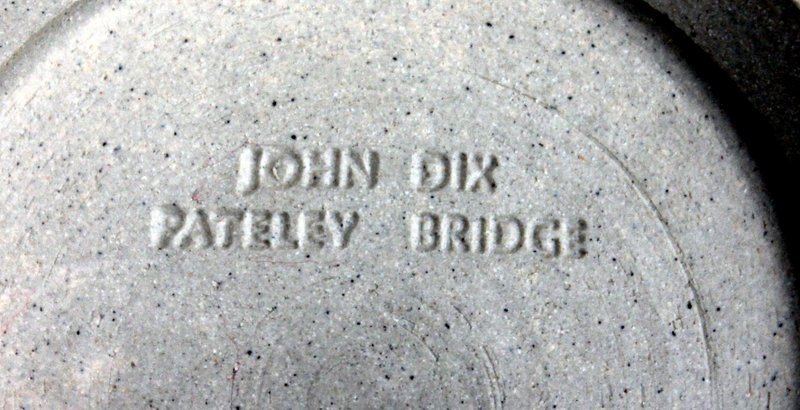 JOHN DIX
PATELEY BRIDGE